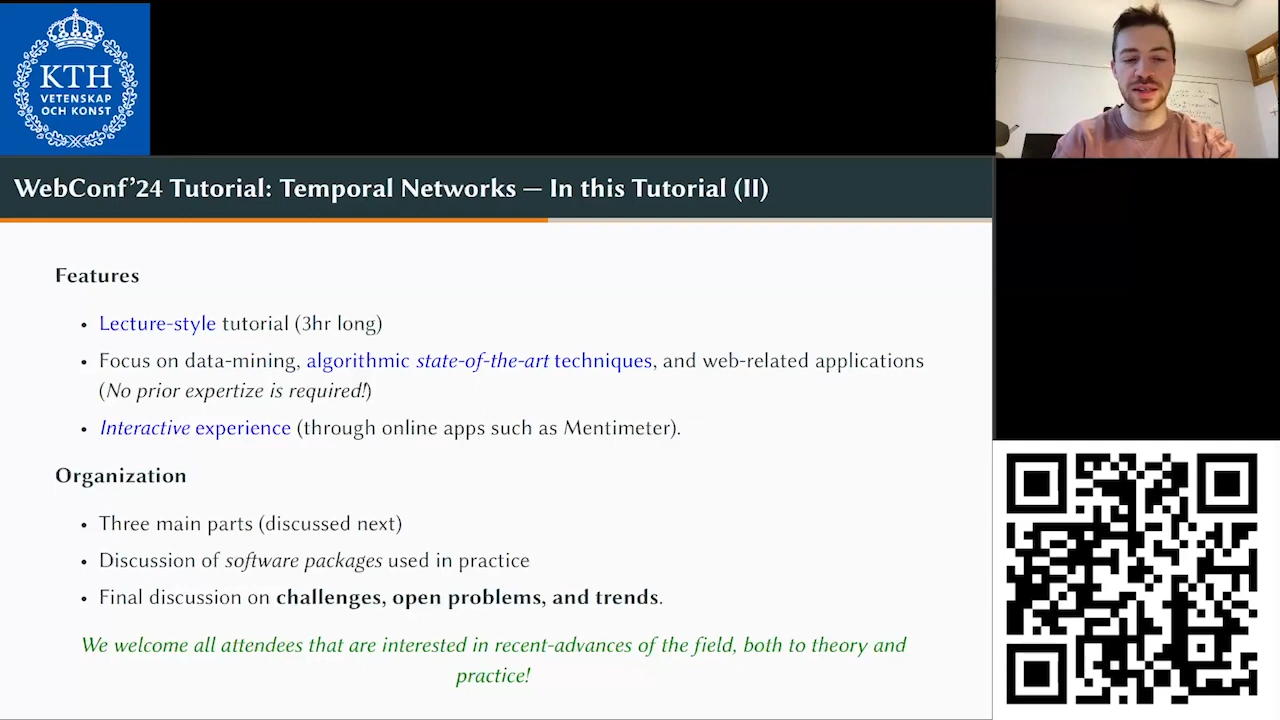 KTH
VETENSKAP
OCH KONST
WebConf'24 Tutorial: Temporal Networks — In this Tutorial (II)
Features
• Lecture-style tutorial (3hr long)
• Focus on data-mining, algorithmic state-of-the-art techniques, and web-related applications
(No prior expertize is required!)
• Interactive experience (through online apps such as Mentimeter).
Organization
• Three main parts (discussed next)
• Discussion of software packages used in practice
• Final discussion on challenges, open problems, and trends.
We welcome all attendees that are interested in recent-advances of the field, both to theory and
practice!